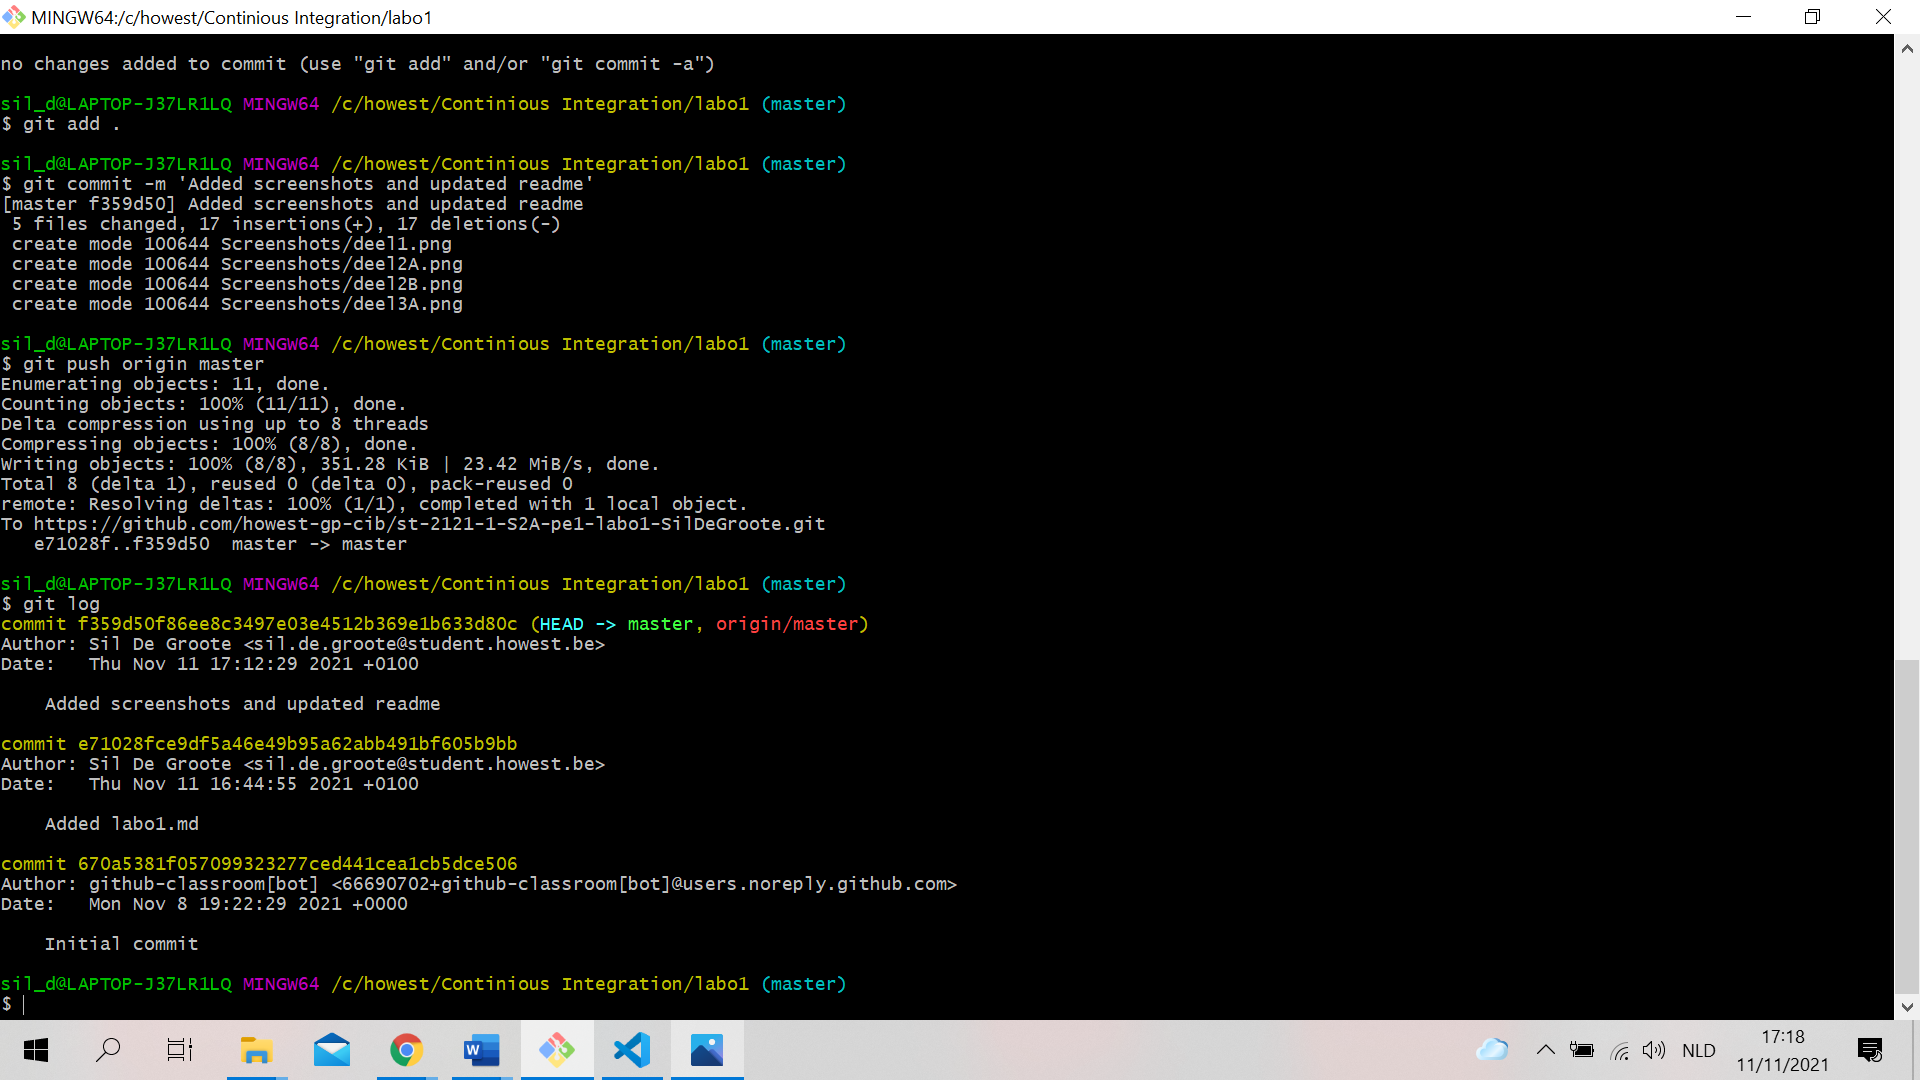 MINGW64:/c/howest/Continious Integration/labo1
no changes added to commit (use "git add" and/or "git commit -a")
sil_d@LAPTOP-J37LR1LQ MINGW64 /c/howest/Continious Integration/labo1 (master)
$ git add .
sil_d@LAPTOP-J37LR1LQ MINGW64 /c/howest/Continious Integration/labo1 (master)
$ git commit -m 'Added screenshots and updated readme'
[master f359d50] Added screenshots and updated readme
5 files changed, 17 insertions(+), 17 deletions(-)
create mode 100644 Screenshots/deel1.png
create mode 100644 Screenshots/deel2A.png
create mode 100644 Screenshots/deel2B.png
create mode 100644 Screenshots/deel3A.png
sil_d@LAPTOP-J37LR1LQ MINGW64 /c/howest/Continious Integration/labo1 (master)
$ git push origin master
Enumerating objects: 11, done.
Counting objects: 100% (11/11), done.
Delta compression using up to 8 threads
Compressing objects: 100% (8/8), done.
Writing objects: 100% (8/8), 351.28 KiB | 23.42 MiB/s, done.
Total 8 (delta 1), reused 0 (delta 0), pack-reused 0
remote: Resolving deltas: 100% (1/1), completed with 1 local object.
To https://github.com/howest-gp-cib/st-2121-1-S2A-pe1-labo1-SilDeGroote.git
e71028f..f359d50  master -> master
sil_d@LAPTOP-J37LR1LQ MINGW64 /c/howest/Continious Integration/labo1 (master)
$ git log
commit f359d50f86ee8c3497e03e4512b369e1b633d80c (HEAD -> master, origin/master)
Author: Sil De Groote <sil.de.groote@student.howest.be>
Date:   Thu Nov 11 17:12:29 2021 +0100
Added screenshots and updated readme
commit e71028fce9df5a46e49b95a62abb491bf605b9bb
Author: Sil De Groote <sil.de.groote@student.howest.be>
Date:   Thu Nov 11 16:44:55 2021 +0100
Added labo1.md
commit 670a5381f057099323277ced441cea1cb5dce506
Author: github-classroom[bot] <66690702+github-classroom[bot]@users.noreply.github.com>
Date:   Mon Nov 8 19:22:29 2021 +0000
Initial commit
sil_d@LAPTOP-J37LR1LQ MINGW64 /c/howest/Continious Integration/labo1 (master)
$
W
NLD
17:18
11/11/2021